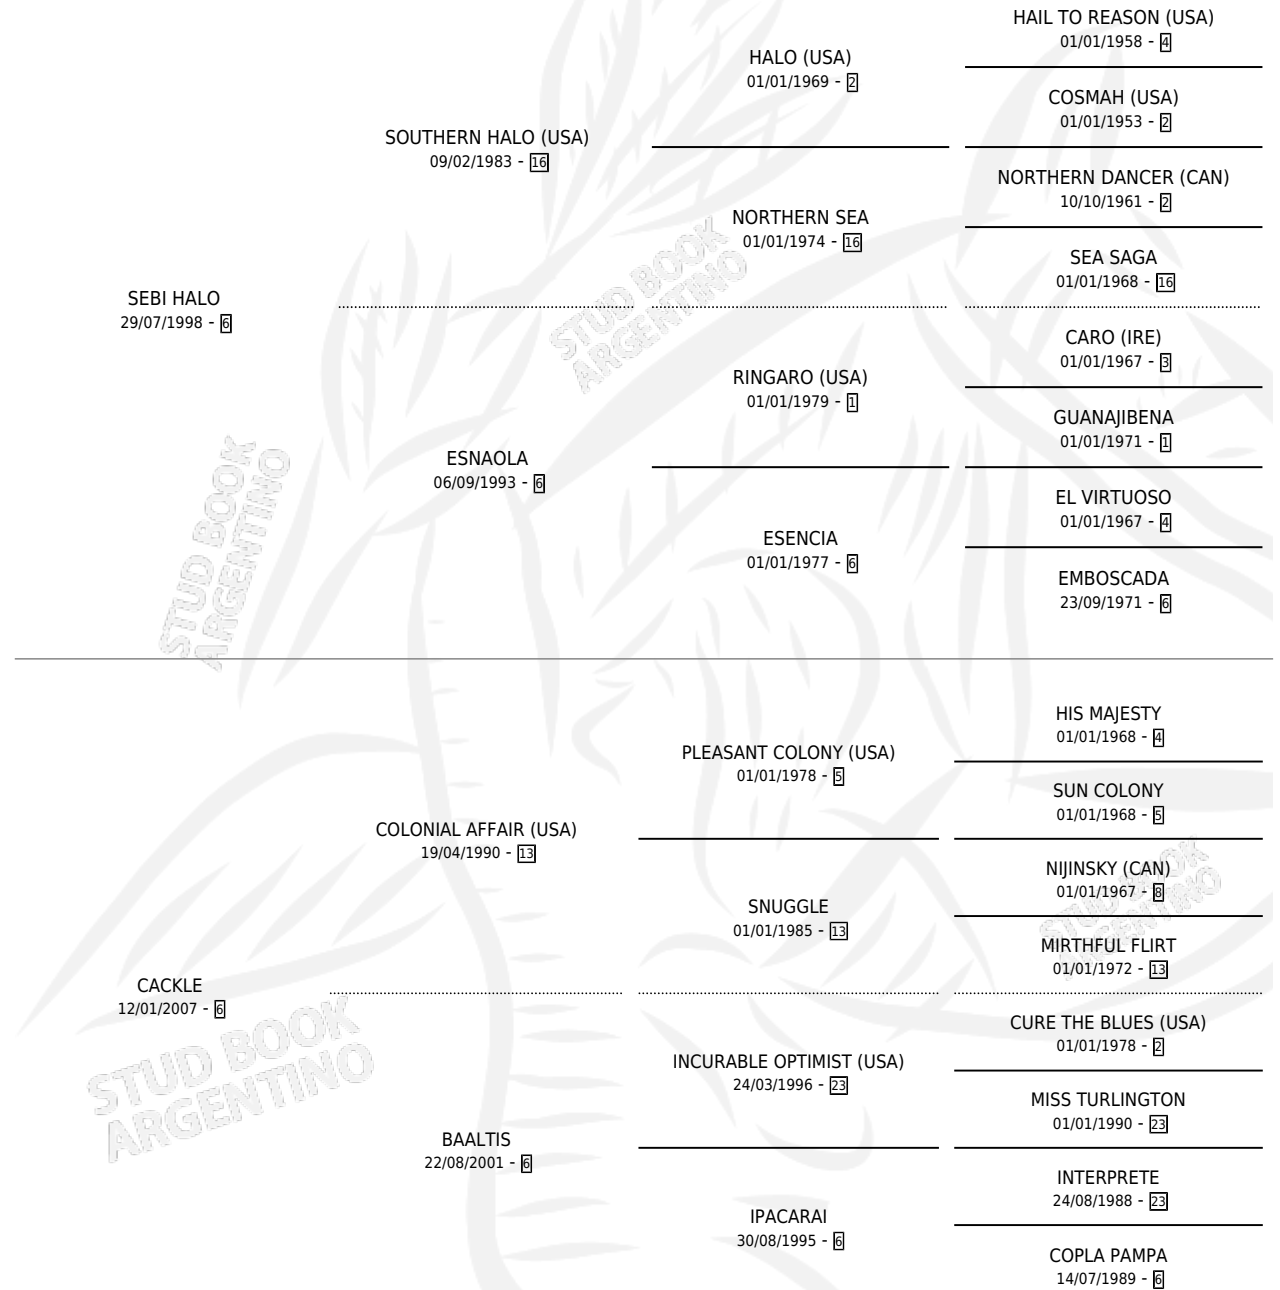 HAIL TO REASON (USA)
01/01/1958 - 4
HALO (USA)
01/01/1969 - 2
COSMAH (USA)
01/01/1953 - 2
SOUTHERN HALO (USA)
09/02/1983 - 16
NORTHERN DANCER (CAN)
10/10/1961 - 2
NORTHERN SEA
01/01/1974 - 16
SEA SAGA
01/01/1968 - 16
SEBI HALO
29/07/1998 - 6
CARO (IRE)
01/01/1967 - 3
RINGARO (USA)
01/01/1979 - 1
GUANAJIBENA
01/01/1971 - 1
ESNAOLA
06/09/1993 - 6
EL VIRTUOSO
01/01/1967 - 4
ESENCIA
01/01/1977 - 6
EMBOSCADA
23/09/1971 - 6
STUD BOOK
ARGENTINO
STUD BOOK
ARGENTINO
HIS MAJESTY
01/01/1968 - 4
PLEASANT COLONY (USA)
01/01/1978 - 5
SUN COLONY
01/01/1968 - 5
COLONIAL AFFAIR (USA)
19/04/1990 - 13
NIJINSKY (CAN)
01/01/1967 - 8
SNUGGLE
01/01/1985 - 13
MIRTHFUL FLIRT
01/01/1972 - 13
CACKLE
12/01/2007 - 6
CURE THE BLUES (USA)
01/01/1978 - 2
INCURABLE OPTIMIST (USA)
24/03/1996 - 23
MISS TURLINGTON
01/01/1990 - 23
BAALTIS
22/08/2001 - 6
INTERPRETE
24/08/1988 - 23
IPACARAI
30/08/1995 - 6
COPLA PAMPA
14/07/1989 - 6
STUD BOOK
ARGENTINO
STUD BOOK
ARGENTINO